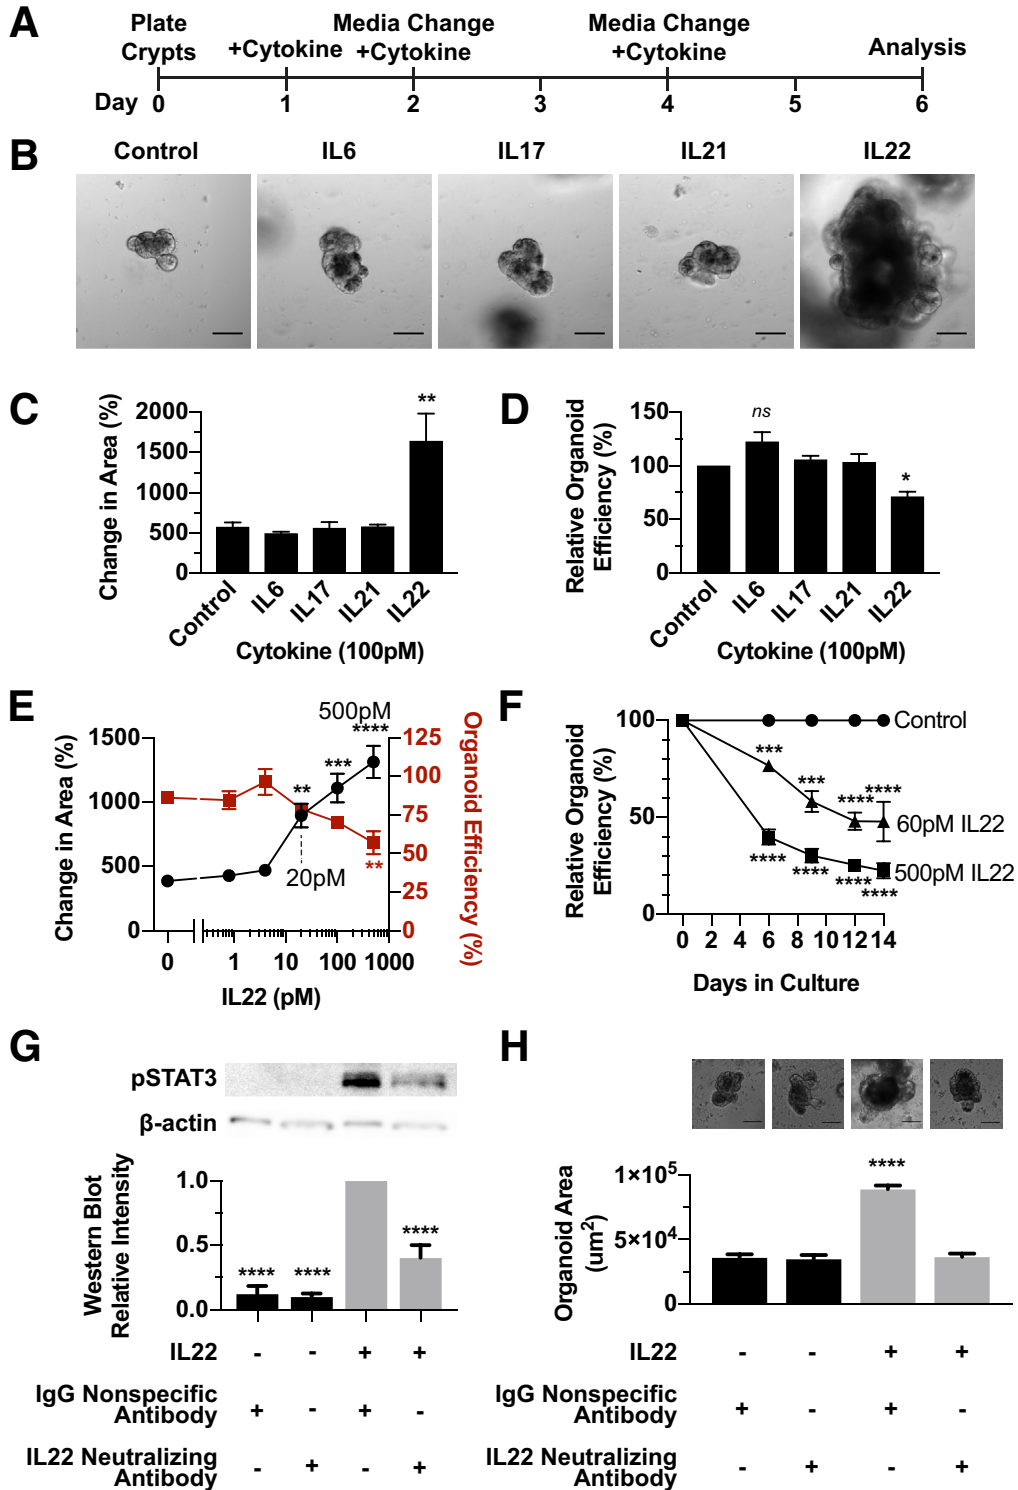 A
Plate
Crypts
+Cytokine
Media Change
+Cytokine
Media Change
+Cytokine
Analysis
Day 0 1 2 3 4 5 6
B
Control IL6 IL17 IL21 IL22
C
Change in Area (%)
2000
1500
1000
500
0
**
Control IL6 IL17 IL21 IL22
Cytokine (100pM)
D
Relative Organoid
Efficiency (%)
150
100
50
0
ns
*
Control IL6 IL17 IL21 IL22
Cytokine (100pM)
E
Change in Area (%)
1500
1000
500
0
500pM
****
***
**
20pM
**
125
100
75
50
25
0
Organoid Efficiency (%)
0 1 10 100 1000
IL22 (pM)
F
Relative Organoid
Efficiency (%)
100
50
0
Control
***
***
**** ****
60pM IL22
****
****
****
****
500pM IL22
0 2 4 6 8 10 12 14
Days in Culture
G
pSTAT3
β-actin
Western Blot
Relative Intensity
1.0
0.5
0.0
**** **** ****
IL22 - - + +
IgG Nonspecific
Antibody + - + -
IL22 Neutralizing
Antibody - + - +
H
Organoid Area
(um²)
1×10⁵
5×10⁴
0
****
IL22 - - + +
IgG Nonspecific
Antibody + - + -
IL22 Neutralizing
Antibody - + - +